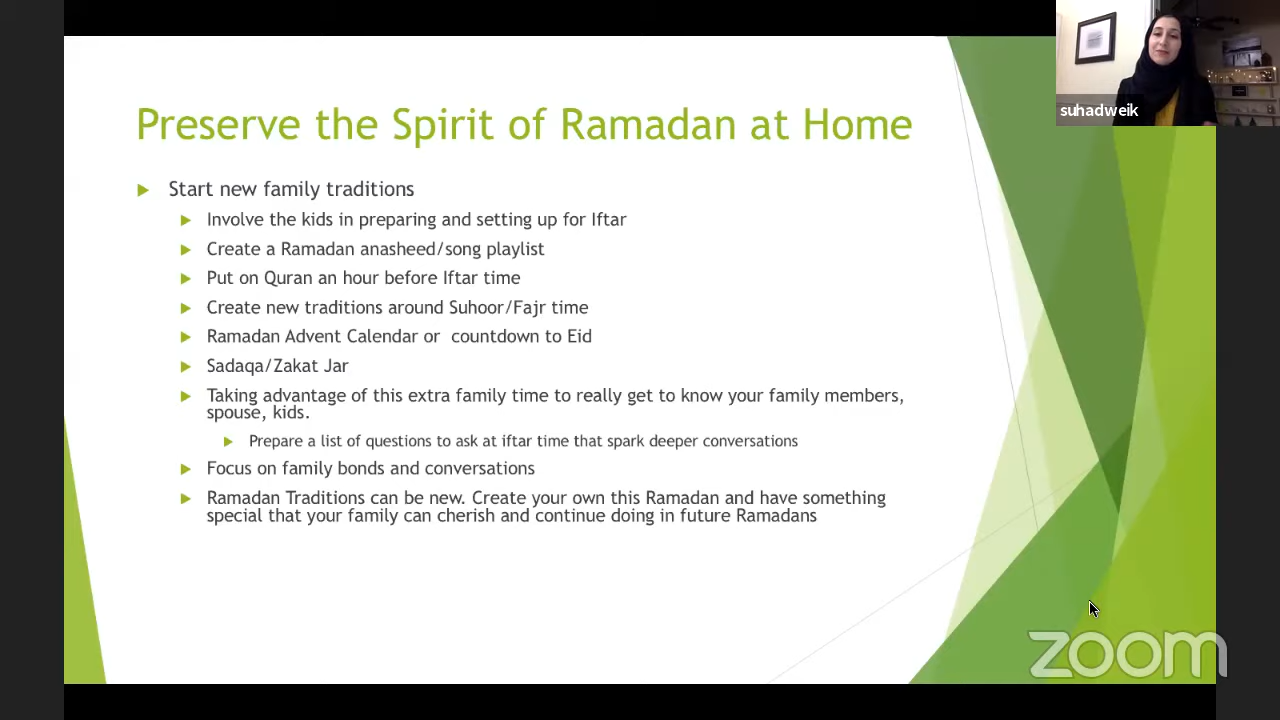 suhadweik
Preserve the Spirit of Ramadan at Home
Start new family traditions
Involve the kids in preparing and setting up for Iftar
Create a Ramadan anasheed/song playlist
Put on Quran an hour before Iftar time
Create new traditions around Suhoor/Fajr time
Ramadan Advent Calendar or  countdown to Eid
Sadaqa/Zakat Jar
Taking advantage of this extra family time to really get to know your family members,
spouse, kids.
Prepare a list of questions to ask at iftar time that spark deeper conversations
Focus on family bonds and conversations
Ramadan Traditions can be new. Create your own this Ramadan and have something
special that your family can cherish and continue doing in future Ramadans
zoom